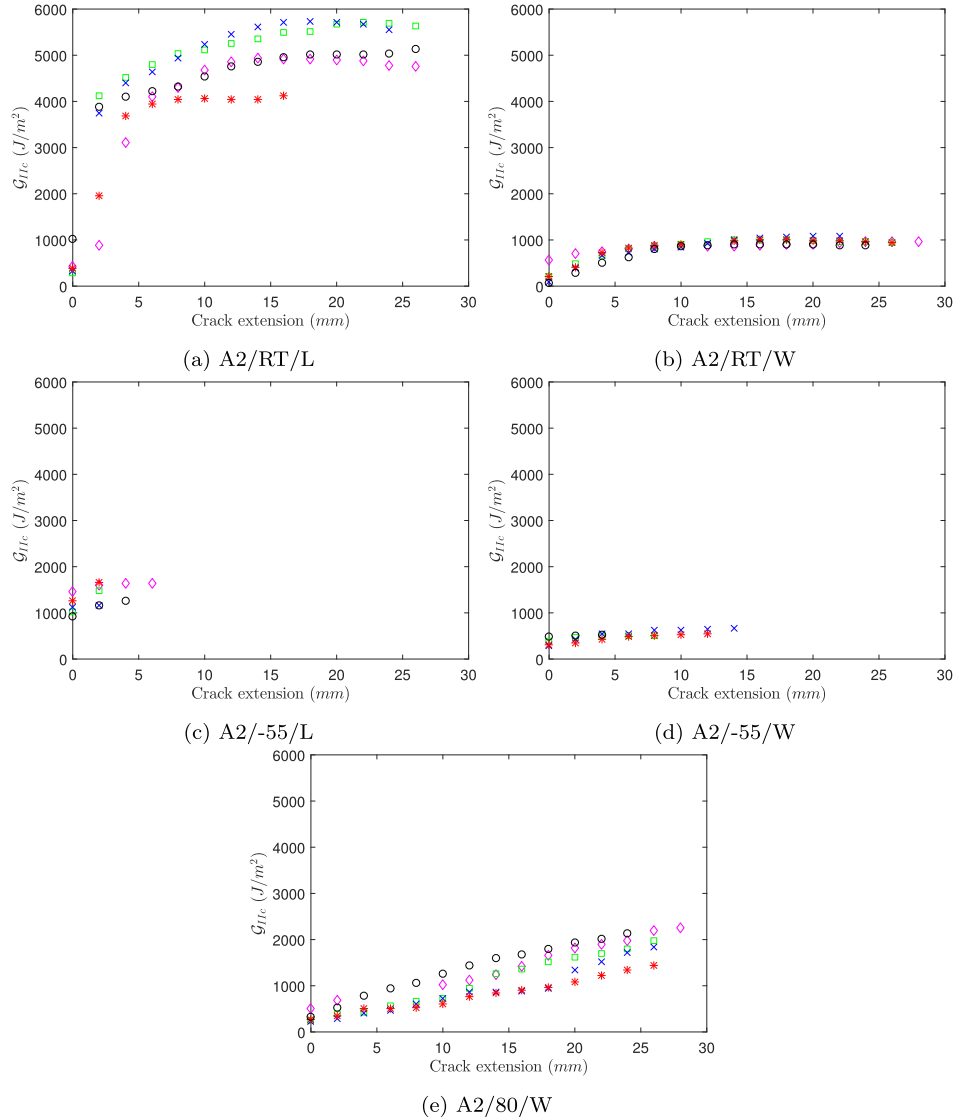 6000
5000
4000
3000
2000
1000
0
0 5 10 15 20 25 30
𝒢IIc (J/m²)
Crack extension (mm)
(a) A2/RT/L
6000
5000
4000
3000
2000
1000
0
0 5 10 15 20 25 30
𝒢IIc (J/m²)
Crack extension (mm)
(b) A2/RT/W
6000
5000
4000
3000
2000
1000
0
0 5 10 15 20 25 30
𝒢IIc (J/m²)
Crack extension (mm)
(c) A2/-55/L
6000
5000
4000
3000
2000
1000
0
0 5 10 15 20 25 30
𝒢IIc (J/m²)
Crack extension (mm)
(d) A2/-55/W
6000
5000
4000
3000
2000
1000
0
0 5 10 15 20 25 30
𝒢IIc (J/m²)
Crack extension (mm)
(e) A2/80/W